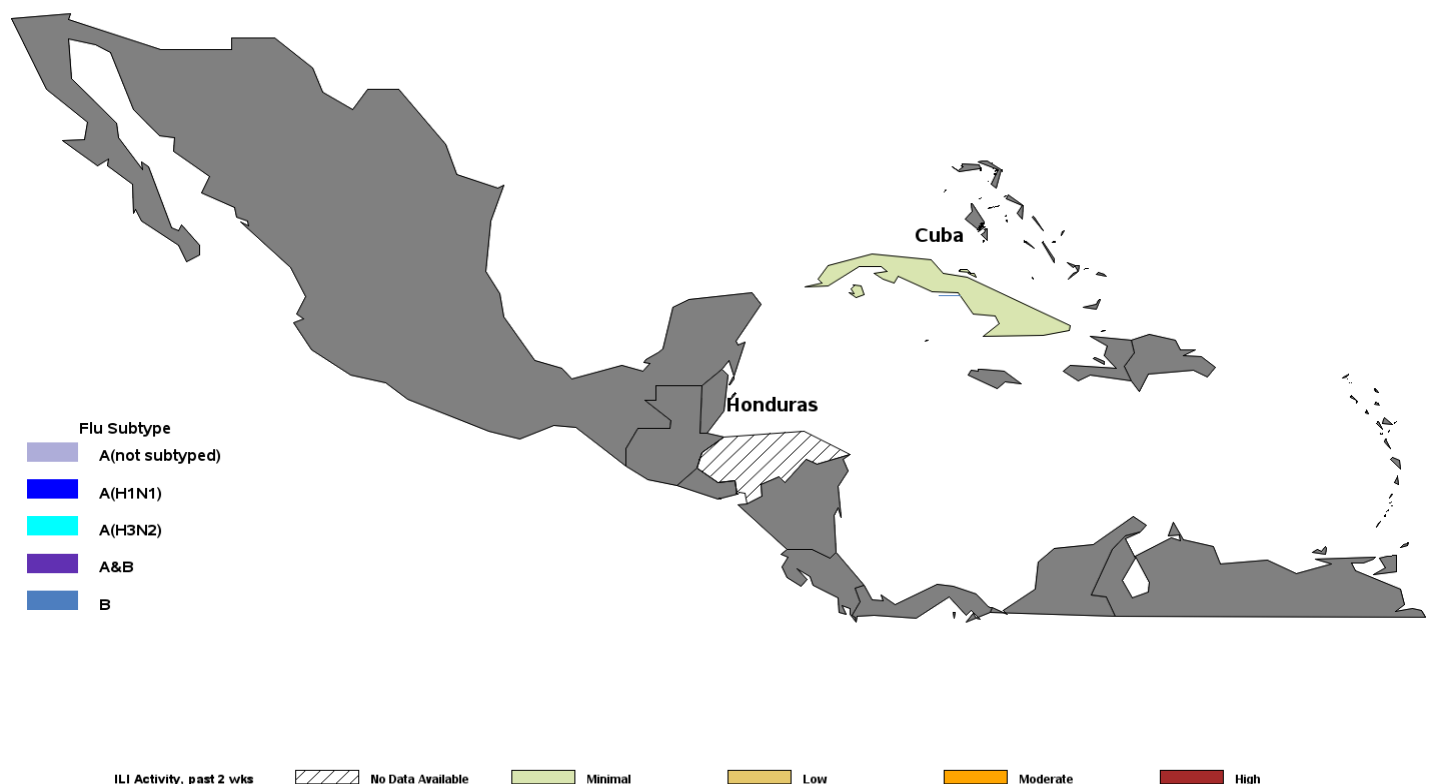 Cuba
Honduras
Flu Subtype
A(not subtyped)
A(H1N1)
A(H3N2)
A&B
B
ILI Activity, past 2 wks No Data Available Minimal Low Moderate High